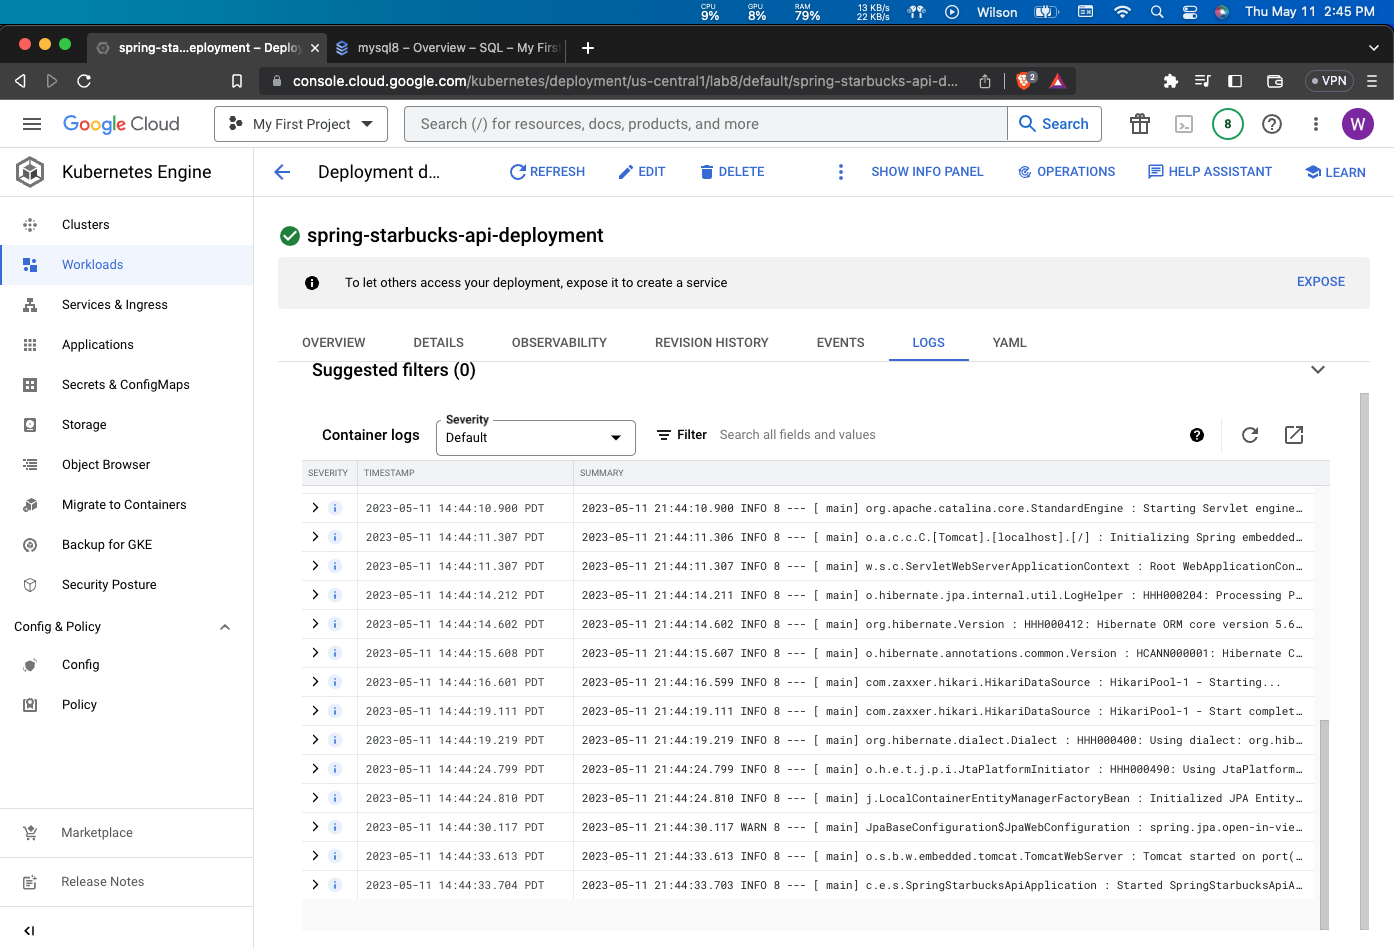 CPU 9% GPU 8% RAM 79% 13 KB/s 22 KB/s Wilson Thu May 11 2:45 PM
spring-sta...eployment – Deplo mysql8 – Overview – SQL – My Firs
console.cloud.google.com/kubernetes/deployment/us-central1/lab8/default/spring-starbucks-api-d... 2 VPN
Google Cloud My First Project Search (/) for resources, docs, products, and more Search 8 W
Kubernetes Engine Deployment d... REFRESH EDIT DELETE SHOW INFO PANEL OPERATIONS HELP ASSISTANT LEARN
Clusters
Workloads
Services & Ingress
Applications
Secrets & ConfigMaps
Storage
Object Browser
Migrate to Containers
Backup for GKE
Security Posture
Config & Policy
Config
Policy
Marketplace
Release Notes
spring-starbucks-api-deployment
To let others access your deployment, expose it to create a service EXPOSE
OVERVIEW DETAILS OBSERVABILITY REVISION HISTORY EVENTS LOGS YAML
Suggested filters (0)
Container logs Severity Default Filter Search all fields and values
SEVERITY TIMESTAMP SUMMARY
2023-05-11 14:44:10.900 PDT 2023-05-11 21:44:10.900 INFO 8 --- [ main] org.apache.catalina.core.StandardEngine : Starting Servlet engine...
2023-05-11 14:44:11.307 PDT 2023-05-11 21:44:11.306 INFO 8 --- [ main] o.a.c.c.C.[Tomcat].[localhost].[/] : Initializing Spring embedded...
2023-05-11 14:44:11.307 PDT 2023-05-11 21:44:11.307 INFO 8 --- [ main] w.s.c.ServletWebServerApplicationContext : Root WebApplicationCon...
2023-05-11 14:44:14.212 PDT 2023-05-11 21:44:14.211 INFO 8 --- [ main] o.hibernate.jpa.internal.util.LogHelper : HHH000204: Processing P...
2023-05-11 14:44:14.602 PDT 2023-05-11 21:44:14.602 INFO 8 --- [ main] org.hibernate.Version : HHH000412: Hibernate ORM core version 5.6...
2023-05-11 14:44:15.608 PDT 2023-05-11 21:44:15.607 INFO 8 --- [ main] o.hibernate.annotations.common.Version : HCANN000001: Hibernate C...
2023-05-11 14:44:16.601 PDT 2023-05-11 21:44:16.599 INFO 8 --- [ main] com.zaxxer.hikari.HikariDataSource : HikariPool-1 - Starting...
2023-05-11 14:44:19.111 PDT 2023-05-11 21:44:19.111 INFO 8 --- [ main] com.zaxxer.hikari.HikariDataSource : HikariPool-1 - Start complet...
2023-05-11 14:44:19.219 PDT 2023-05-11 21:44:19.219 INFO 8 --- [ main] org.hibernate.dialect.Dialect : HHH000400: Using dialect: org.hib...
2023-05-11 14:44:24.799 PDT 2023-05-11 21:44:24.799 INFO 8 --- [ main] o.h.e.t.j.p.i.JtaPlatformInitiator : HHH000490: Using JtaPlatform...
2023-05-11 14:44:24.810 PDT 2023-05-11 21:44:24.810 INFO 8 --- [ main] j.LocalContainerEntityManagerFactoryBean : Initialized JPA Entity...
2023-05-11 14:44:30.117 PDT 2023-05-11 21:44:30.117 WARN 8 --- [ main] JpaBaseConfiguration$JpaWebConfiguration : spring.jpa.open-in-vie...
2023-05-11 14:44:33.613 PDT 2023-05-11 21:44:33.613 INFO 8 --- [ main] o.s.b.w.embedded.tomcat.TomcatWebServer : Tomcat started on port(...
2023-05-11 14:44:33.704 PDT 2023-05-11 21:44:33.703 INFO 8 --- [ main] c.e.s.SpringStarbucksApiApplication : Started SpringStarbucksApiA...